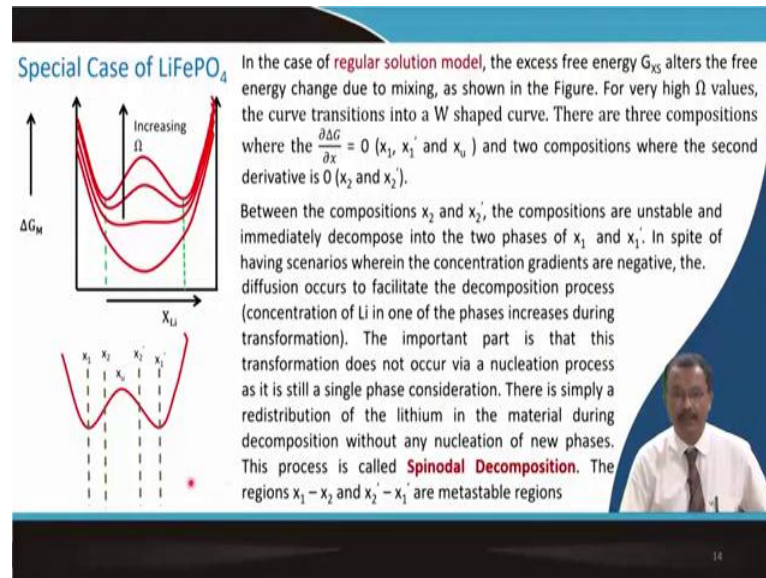 Special Case of LiFePO₄
Increasing
Ω
ΔG_M
X_Li
x₁ x₂ x_u x₂' x₁'
In the case of regular solution model, the excess free energy G_XS alters the free
energy change due to mixing, as shown in the Figure. For very high Ω values,
the curve transitions into a W shaped curve. There are three compositions
where the ∂ΔG/∂x = 0 (x₁, x₁' and x_u ) and two compositions where the second
derivative is 0 (x₂ and x₂').
Between the compositions x₂ and x₂', the compositions are unstable and
immediately decompose into the two phases of x₁ and x₁'. In spite of
having scenarios wherein the concentration gradients are negative, the.
diffusion occurs to facilitate the decomposition process
(concentration of Li in one of the phases increases during
transformation). The important part is that this
transformation does not occur via a nucleation process
as it is still a single phase consideration. There is simply a
redistribution of the lithium in the material during
decomposition without any nucleation of new phases.
This process is called Spinodal Decomposition. The
regions x₁ – x₂ and x₂' – x₁' are metastable regions
14